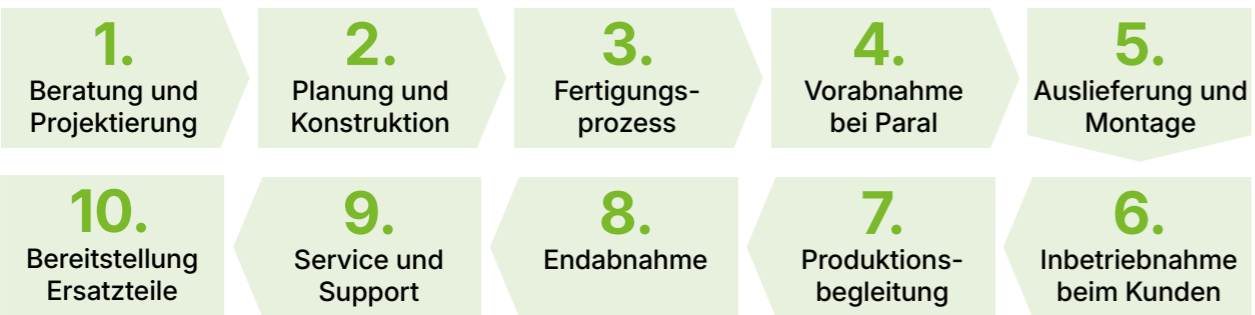 1.
Beratung und
Projektierung
2.
Planung und
Konstruktion
3.
Fertigungs-
prozess
4.
Vorabnahme
bei Paral
5.
Auslieferung und
Montage
6.
Inbetriebnahme
beim Kunden
7.
Produktions-
begleitung
8.
Endabnahme
9.
Service und
Support
10.
Bereitstellung
Ersatzteile